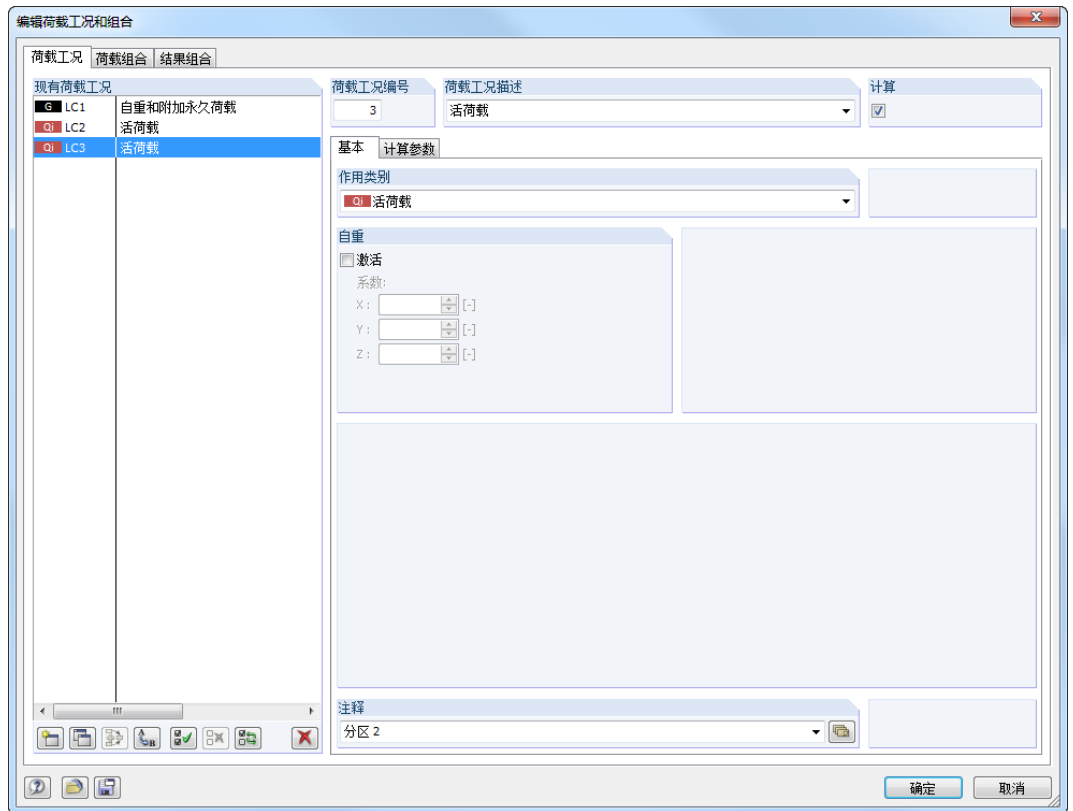 编辑荷载工况和组合
荷载工况 荷载组合 结果组合
现有荷载工况
G LC1 自重和附加永久荷载
Qi LC2 活荷载
Qi LC3 活荷载
荷载工况编号 荷载工况描述 计算
3 活荷载
基本 计算参数
作用类别
Qi 活荷载
自重
激活
系数:
X: [-]
Y: [-]
Z: [-]
注释
分区 2
确定 取消